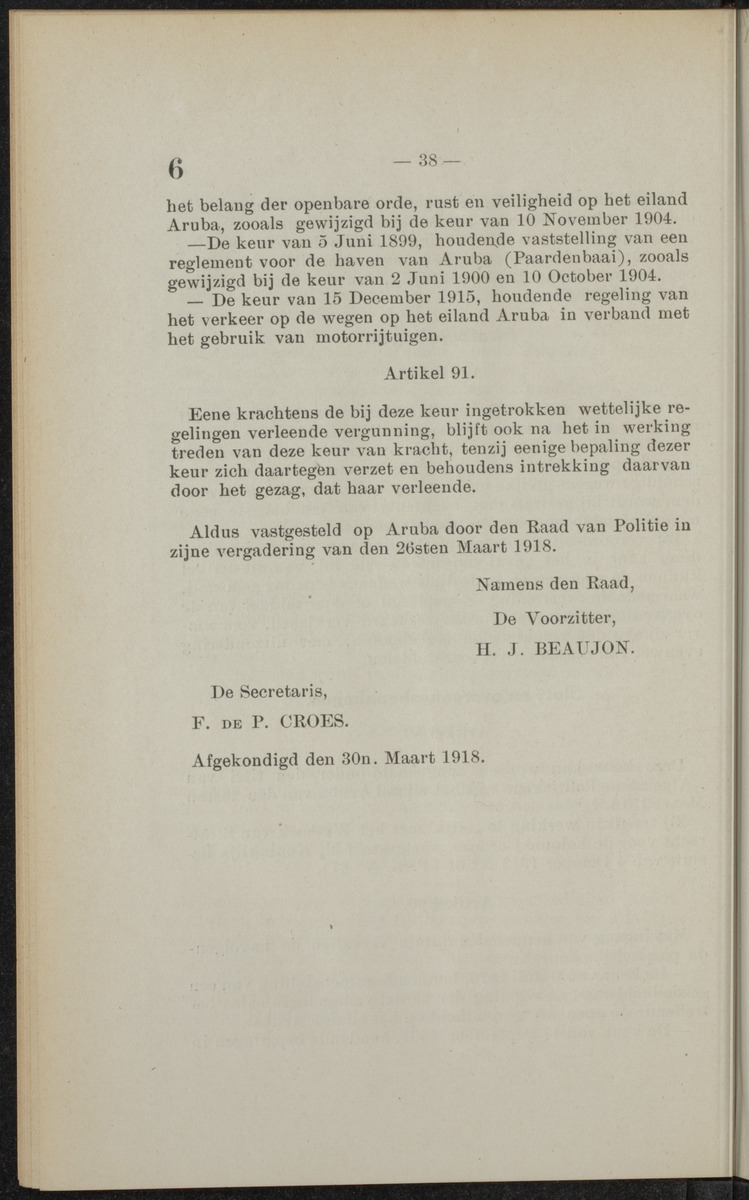 6
— 38 —
het belang der openbare orde, rust en veiligheid op het eiland
Aruba, zooals gewijzigd bij de keur van 10 November 1904.
—De keur van 5 Juni 1899, houdende vaststelling van een
reglement voor de haven van Aruba (Paardenbaai), zooals
gewijzigd bij de keur van 2 Juni 1900 en 10 October 1904.
— De keur van 15 December 1915, houdende regeling van
het verkeer op de wegen op het eiland Aruba in verband met
het gebruik van motorrijtuigen.
Artikel 91.
Eene krachtens de bij deze keur ingetrokken wettelijke re-
gelingen verleende vergunning, blijft ook na het in werking
treden van deze keur van kracht, tenzij eenige bepaling dezer
keur zich daartegen verzet en behoudens intrekking daarvan
door het gezag, dat haar verleende.
Aldus vastgesteld op Aruba door den Raad van Politie in
zijne vergadering van den 26sten Maart 1918.
Namens den Raad,
De Voorzitter,
H. J. BEAUJON.
De Secretaris,
F. DE P. CROES.
Afgekondigd den 30n. Maart 1918.